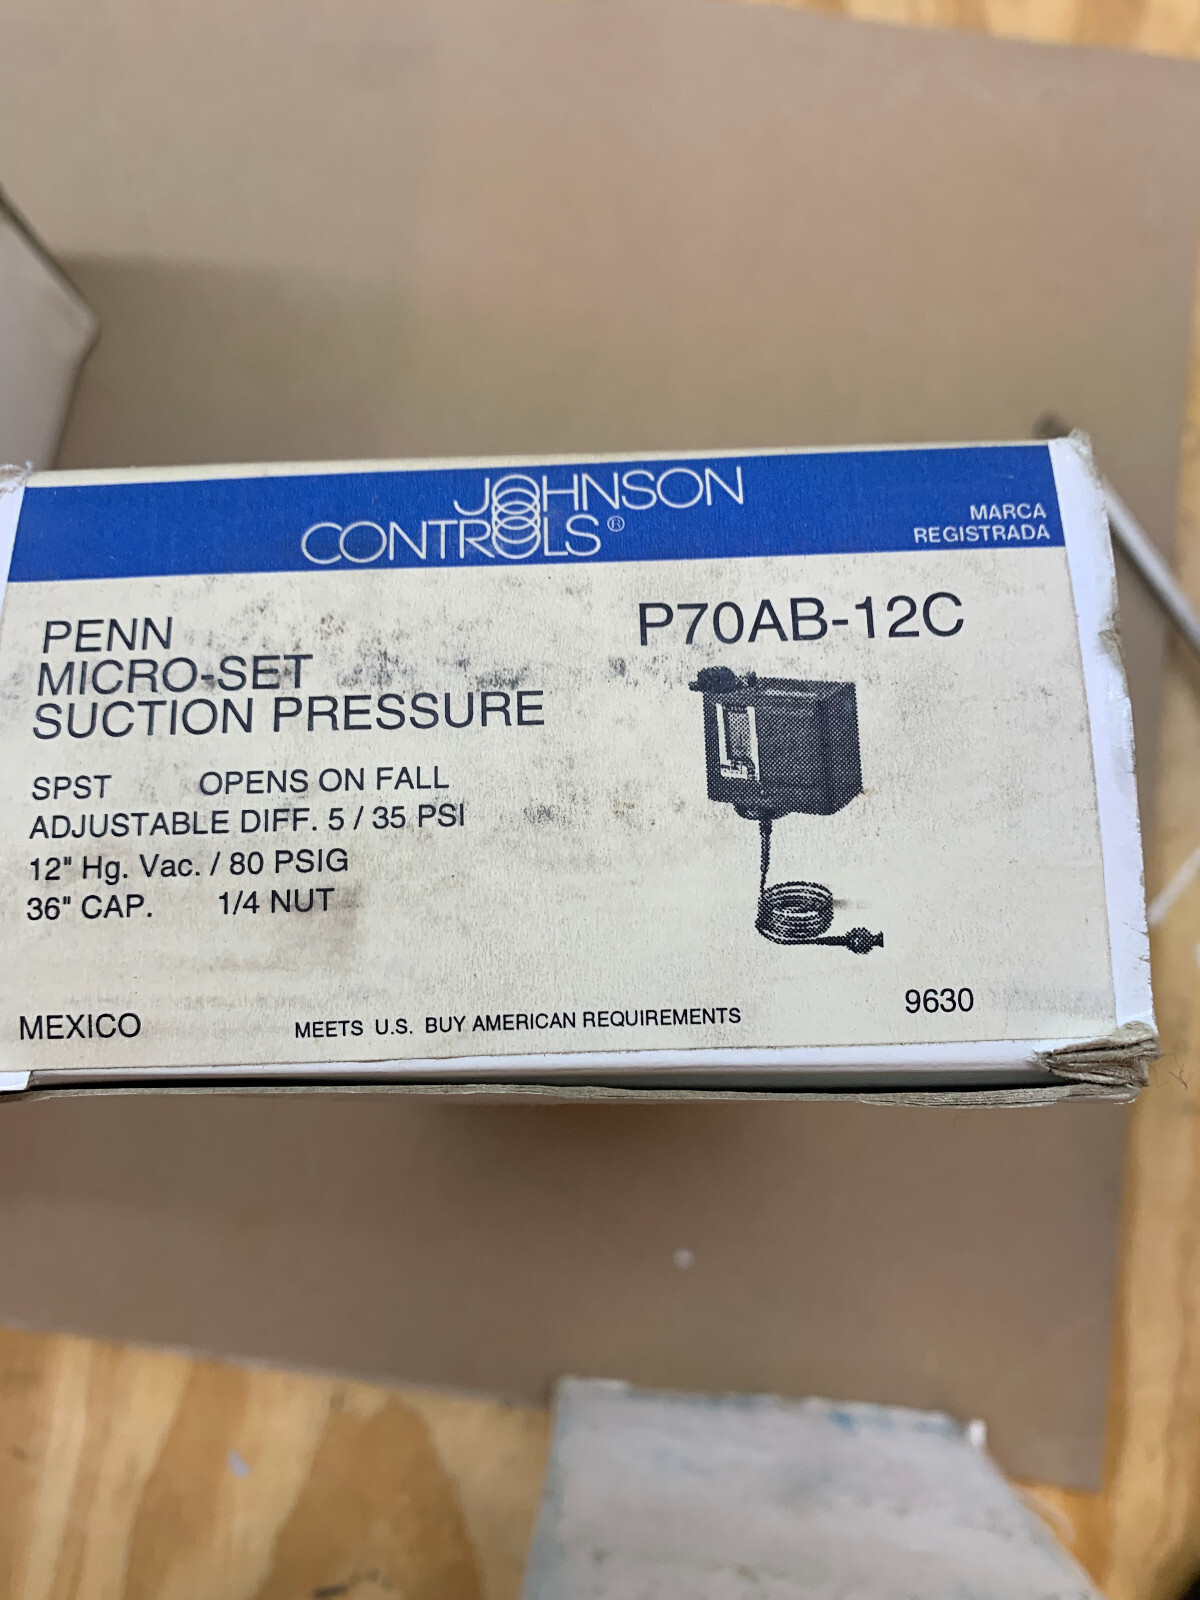 JOHNSON
CONTROLS®
MARCA
REGISTRADA
PENN
MICRO-SET
SUCTION PRESSURE
P70AB-12C
SPST OPENS ON FALL
ADJUSTABLE DIFF. 5 / 35 PSI
12" Hg. Vac. / 80 PSIG
36" CAP. 1/4 NUT
MEXICO
MEETS U.S. BUY AMERICAN REQUIREMENTS
9630